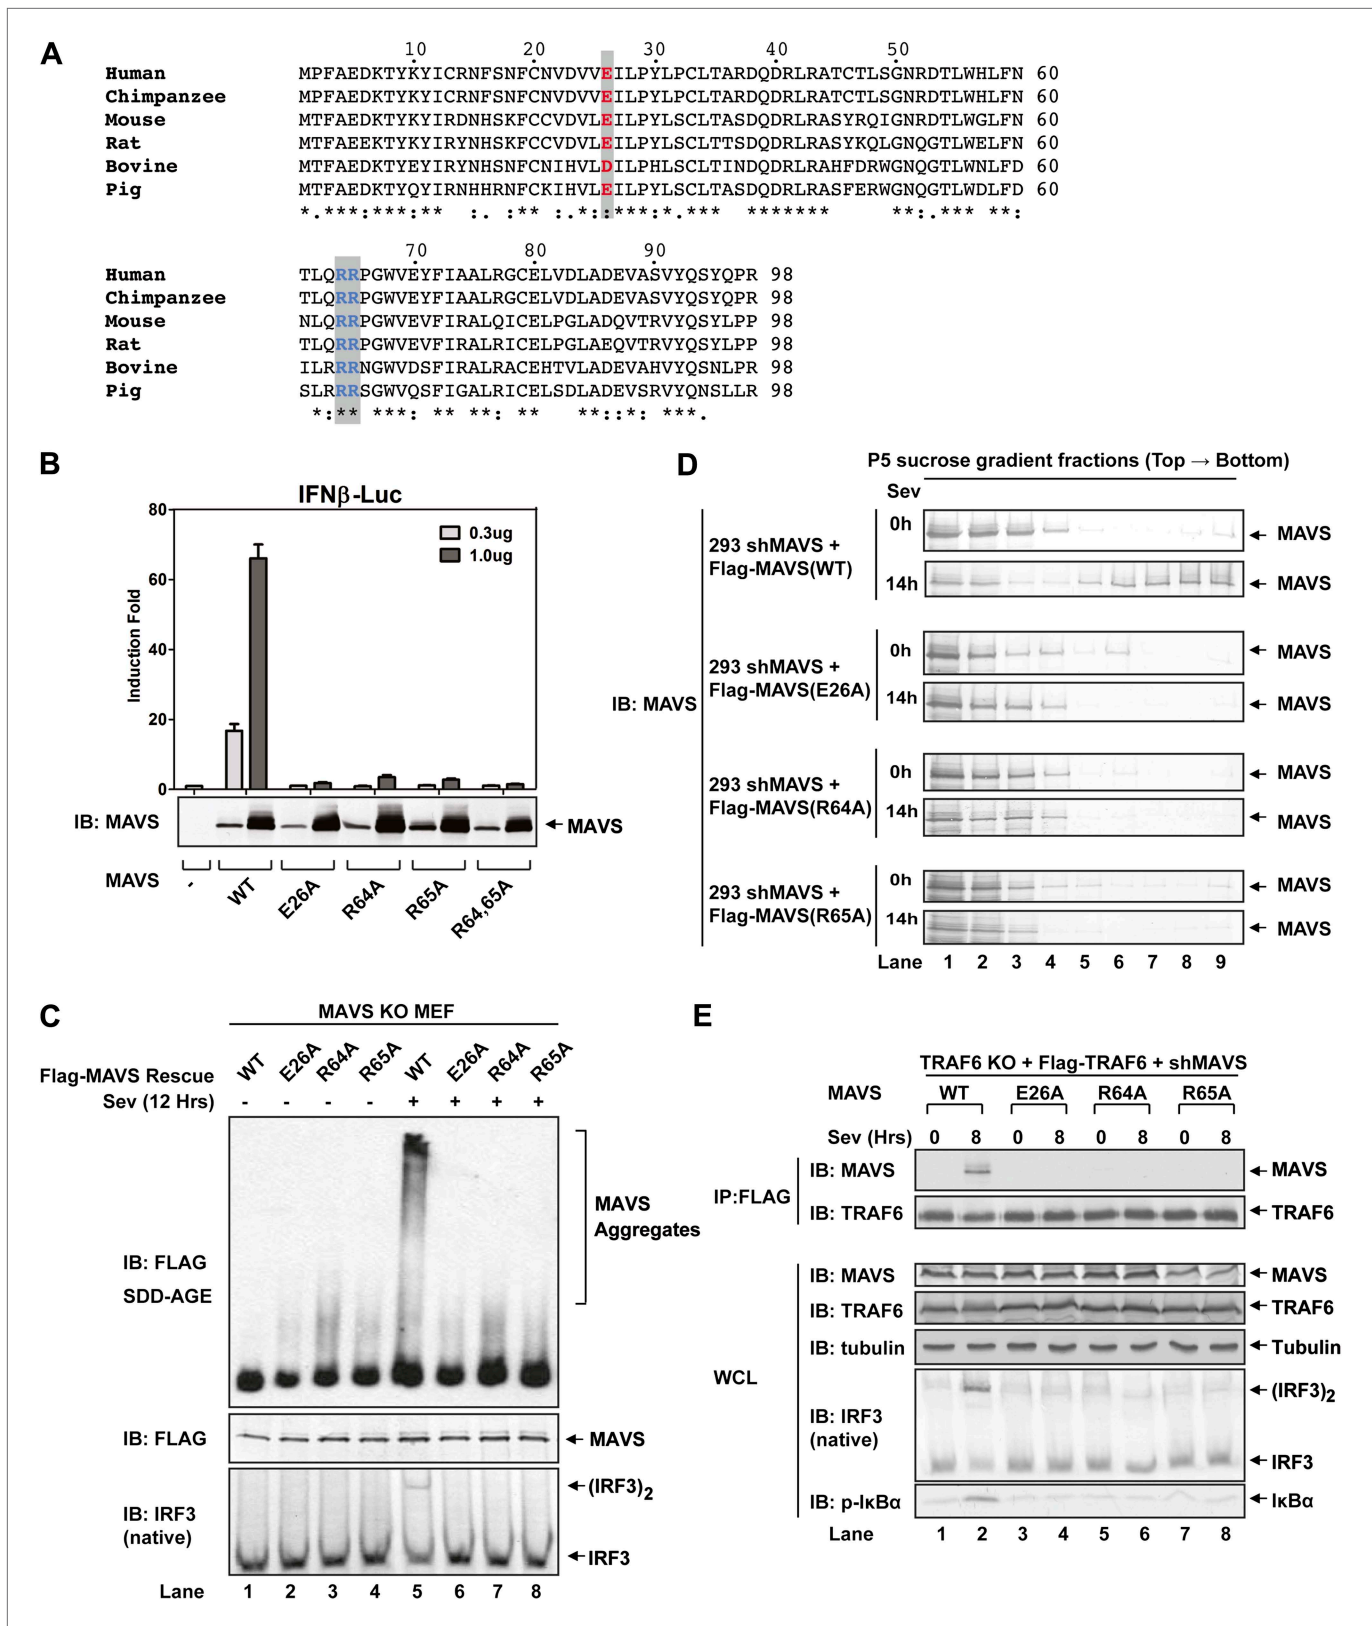 A
10 20 30 40 50
Human MPFAEDKTYKYICRNFSNFCNVDVVEILPYLPCLTARDQDRLRATCTLSGNRDTLWHLFN 60
Chimpanzee MPFAEDKTYKYICRNFSNFCNVDVVEILPYLPCLTARDQDRLRATCTLSGNRDTLWHLFN 60
Mouse MTFAEDKTYKYIRDNHSKFCCVDVLEILPYLSCLTASDQDRLRASYRQIGNRDTLWGLFN 60
Rat MTFAEEKTYKYIRYNHSKFCCVDVLEILPYLSCLTTSDQDRLRASYKQLGNQGTLWELFN 60
Bovine MTFAEDKTYEYIRYNHSNFCNIHVLDILPHLSCLTINDQDRLRAHFDRWGNQGTLWNLFD 60
Pig MTFAEDKTYQYIRNHHRNFCKIHVLEILPYLSCLTASDQDRLRASFERWGNQGTLWDLFD 60
*.***:***:** :. :** :.*::***:*.*** ******* **:.*** **:
70 80 90
Human TLQRRPGWVEYFIAALRGCELVDLADEVASVYQSYQPR 98
Chimpanzee TLQRRPGWVEYFIAALRGCELVDLADEVASVYQSYQPR 98
Mouse NLQRRPGWVEVFIRALQICELPGLADQVTRVYQSYLPP 98
Rat TLQRRPGWVEVFIRALRICELPGLAEQVTRVYQSYLPP 98
Bovine ILRRRNGWVDSFIRALRACEHTVLADEVAHVYQSNLPR 98
Pig SLRRRSGWVQSFIGALRICELSDLADEVSRVYQNSLLR 98
*:** ***: ** **: ** **::*: ***.
B
IFNβ-Luc
Induction Fold
80
60
40
20
0
0.3ug
1.0ug
IB: MAVS
MAVS
MAVS
- WT E26A R64A R65A R64,65A
C
MAVS KO MEF
Flag-MAVS Rescue WT E26A R64A R65A WT E26A R64A R65A
Sev (12 Hrs) - - - - + + + +
IB: FLAG
SDD-AGE
MAVS
Aggregates
IB: FLAG
MAVS
IB: IRF3
(native)
(IRF3)2
IRF3
Lane 1 2 3 4 5 6 7 8
D
P5 sucrose gradient fractions (Top → Bottom)
Sev
IB: MAVS
293 shMAVS +
Flag-MAVS(WT)
0h MAVS
14h MAVS
293 shMAVS +
Flag-MAVS(E26A)
0h MAVS
14h MAVS
293 shMAVS +
Flag-MAVS(R64A)
0h MAVS
14h MAVS
293 shMAVS +
Flag-MAVS(R65A)
0h MAVS
14h MAVS
Lane 1 2 3 4 5 6 7 8 9
E
TRAF6 KO + Flag-TRAF6 + shMAVS
MAVS WT E26A R64A R65A
Sev (Hrs) 0 8 0 8 0 8 0 8
IP:FLAG
IB: MAVS MAVS
IB: TRAF6 TRAF6
WCL
IB: MAVS MAVS
IB: TRAF6 TRAF6
IB: tubulin Tubulin
IB: IRF3
(native)
(IRF3)2
IRF3
IB: p-IκBα IκBα
Lane 1 2 3 4 5 6 7 8